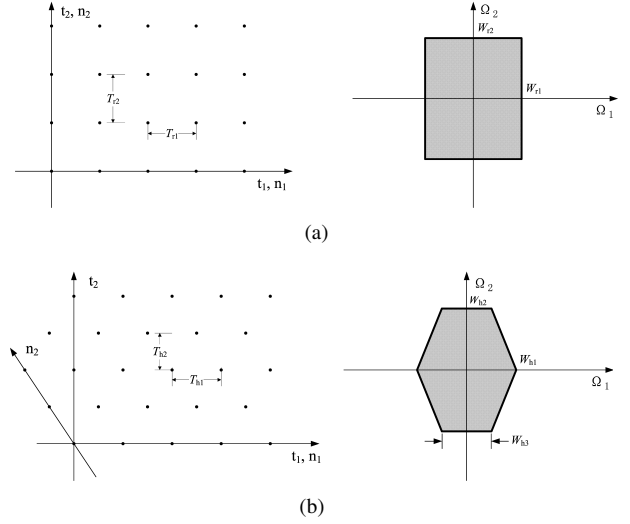 t2, n2
Ω2
Wr2
Tr2
Wr1
Tr1
Ω1
t1, n1
(a)
t2
Ω2
Wh2
n2
Th2
Wh1
Th1
Ω1
Wh3
t1, n1
(b)